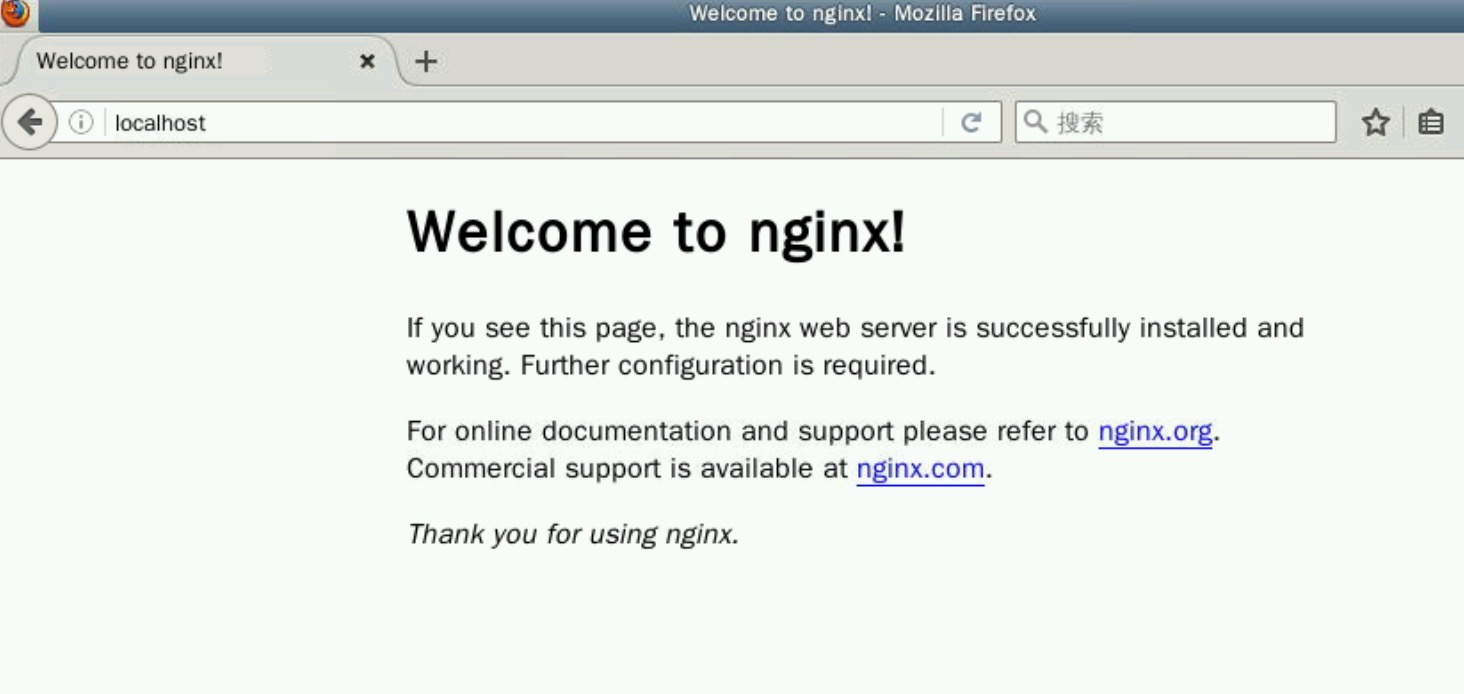 Welcome to nginx! - Mozilla Firefox
Welcome to nginx!
localhost
搜索
Welcome to nginx!
If you see this page, the nginx web server is successfully installed and
working. Further configuration is required.
For online documentation and support please refer to nginx.org.
Commercial support is available at nginx.com.
Thank you for using nginx.